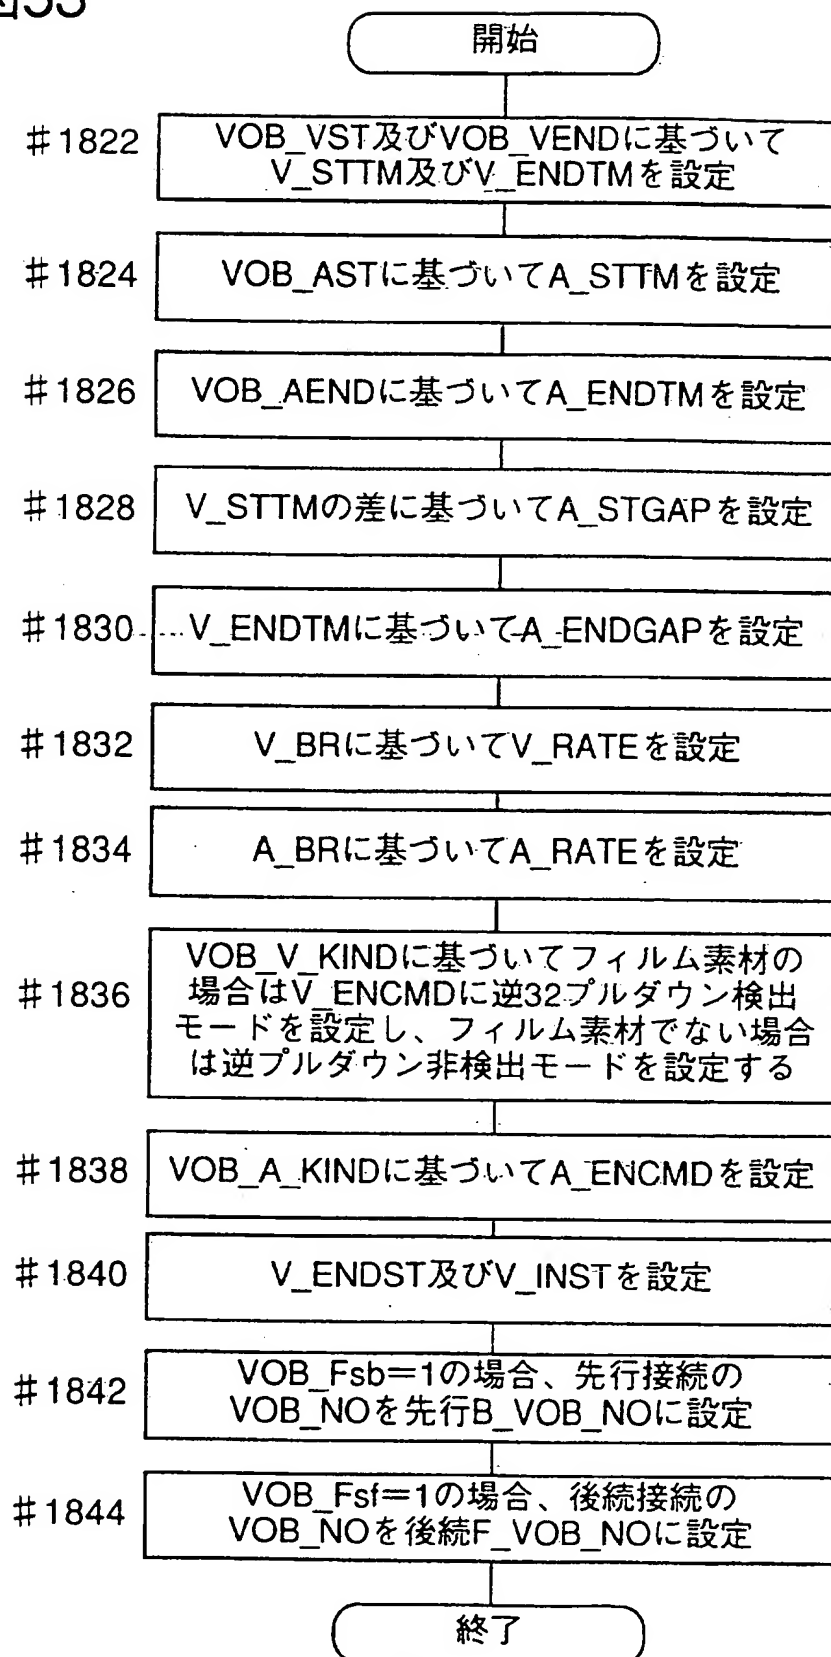 図53
開始
#1822
VOB_VST及びVOB_VENDに基づいて
V_STTM及びV_ENDTMを設定
#1824
VOB_ASTに基づいてA_STTMを設定
#1826
VOB_AENDに基づいてA_ENDTMを設定
#1828
V_STTMの差に基づいてA_STGAPを設定
#1830
V_ENDTMに基づいてA_ENDGAPを設定
#1832
V_BRに基づいてV_RATEを設定
#1834
A_BRに基づいてA_RATEを設定
#1836
VOB_V_KINDに基づいてフィルム素材の
場合はV_ENCMDに逆32プルダウン検出
モードを設定し、フィルム素材でない場合
は逆プルダウン非検出モードを設定する
#1838
VOB_A_KINDに基づいてA_ENCMDを設定
#1840
V_ENDST及びV_INSTを設定
#1842
VOB_Fsb=1の場合、先行接続の
VOB_NOを先行B_VOB_NOに設定
#1844
VOB_Fsf=1の場合、後続接続の
VOB_NOを後続F_VOB_NOに設定
終了